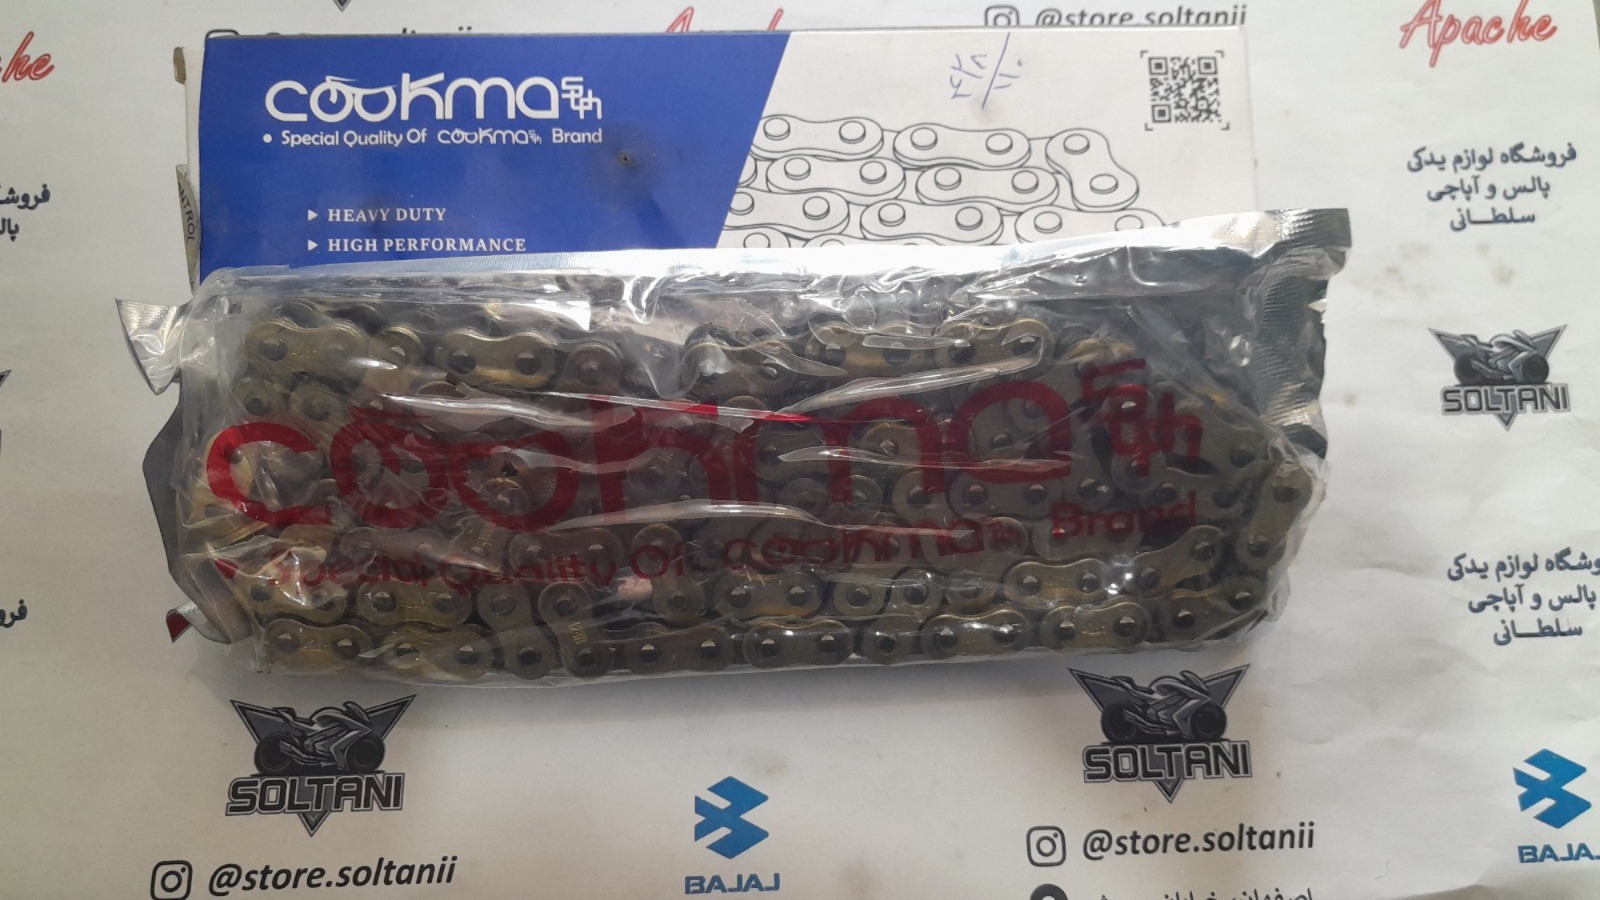 @store.soltanii
Apache
cookma
• Special Quality Of cookma Brand
HEAVY DUTY
HIGH PERFORMANCE
فروشگاه لوازم یدکی
پالس و آپاچی
سلطانی
SOLTANI
cookma
• Special Quality Of cookma Brand
فروشگاه لوازم یدکی
پالس و آپاچی
سلطانی
SOLTANI
SOLTANI
BAJAJ
@store.soltanii
@store.soltanii
BAJAJ